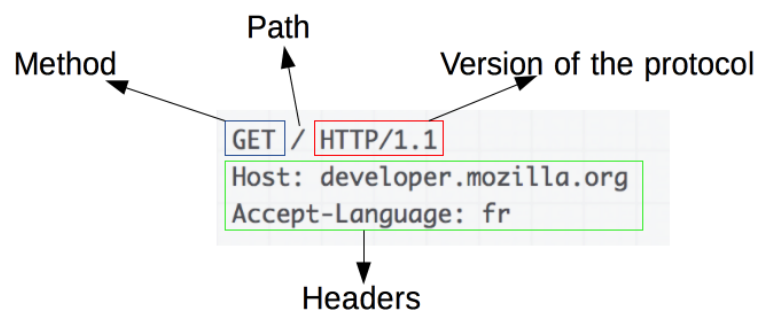 Path
Method
Version of the protocol
GET / HTTP/1.1
Host: developer.mozilla.org
Accept-Language: fr
Headers